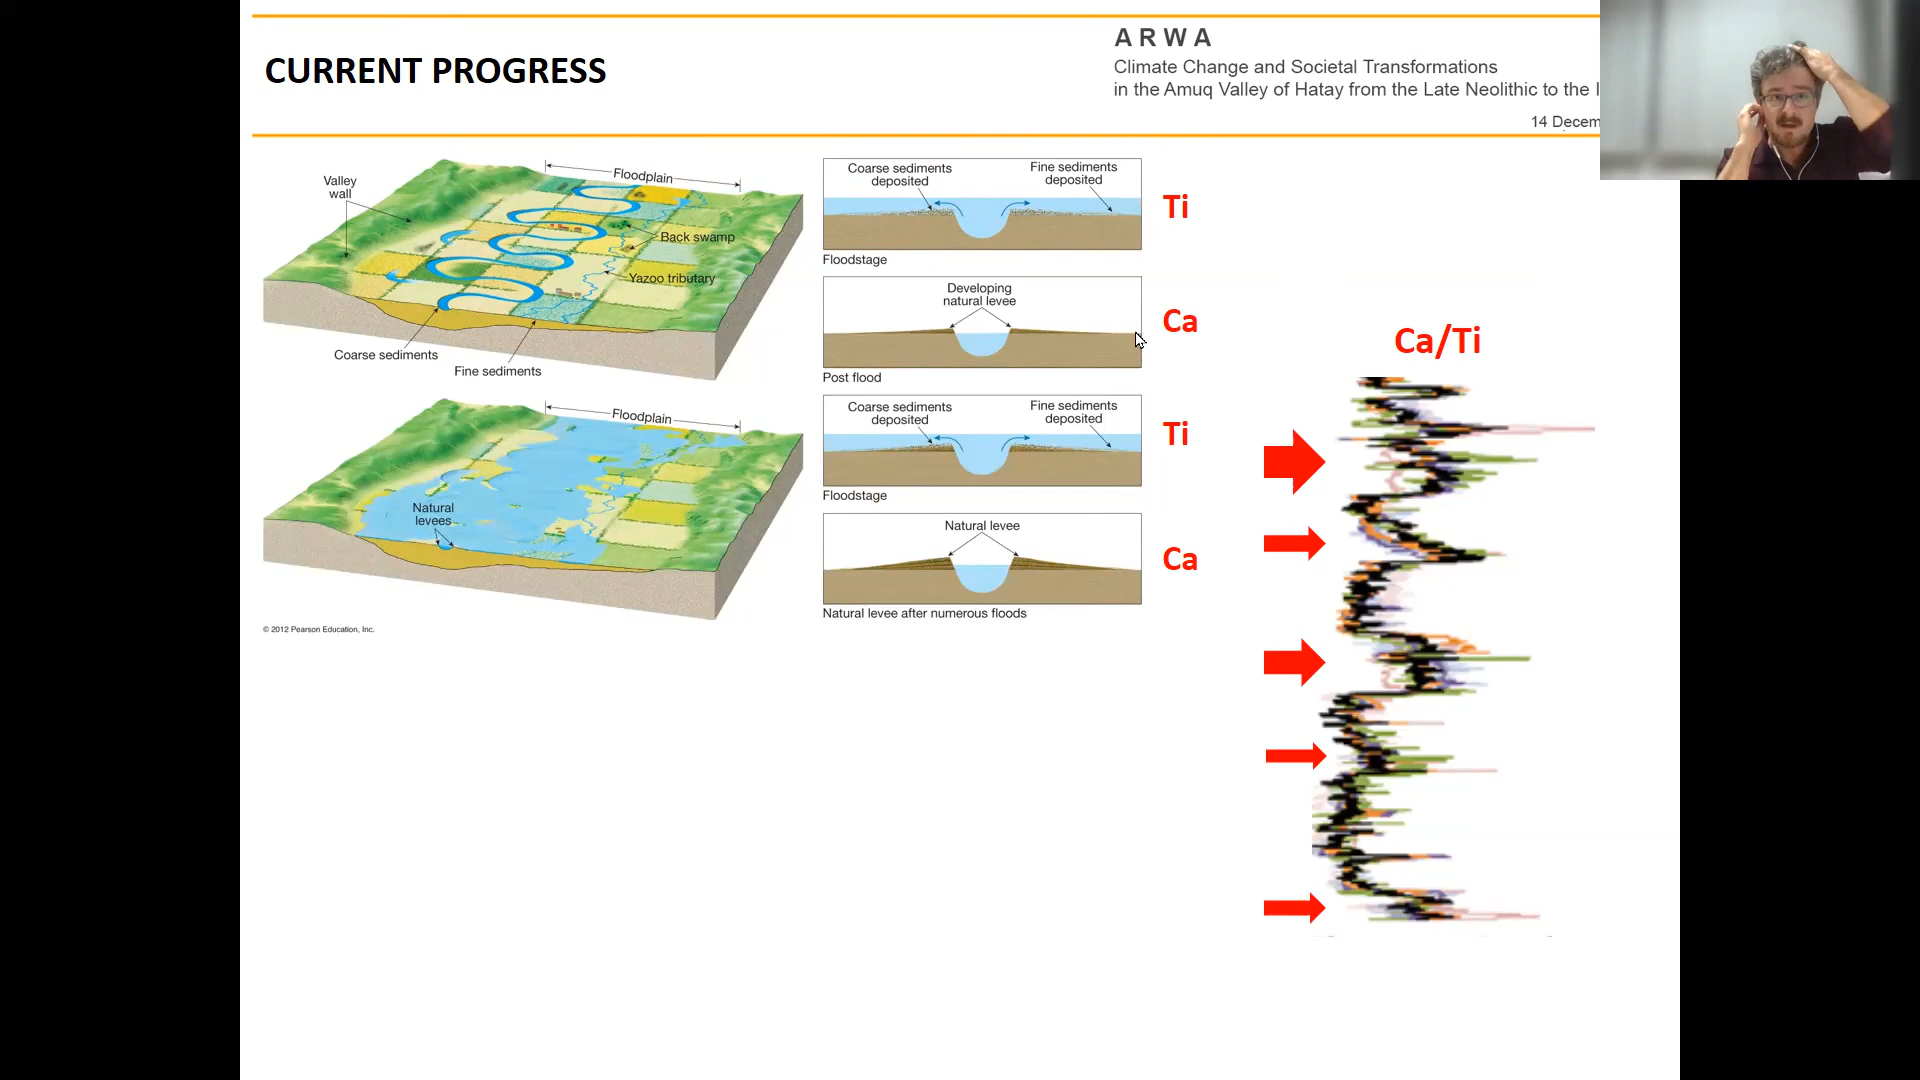 CURRENT PROGRESS
A R W A
Climate Change and Societal Transformations
in the Amuq Valley of Hatay from the Late Neolithic to the
14 Decem
Floodplain
Valley
wall
Back swamp
Yazoo tributary
Coarse sediments
Fine sediments
Floodplain
Natural
levees
© 2012 Pearson Education, Inc.
Coarse sediments
deposited
Fine sediments
deposited
Floodstage
Ti
Developing
natural levee
Post flood
Ca
Coarse sediments
deposited
Fine sediments
deposited
Floodstage
Ti
Natural levee
Natural levee after numerous floods
Ca
Ca/Ti